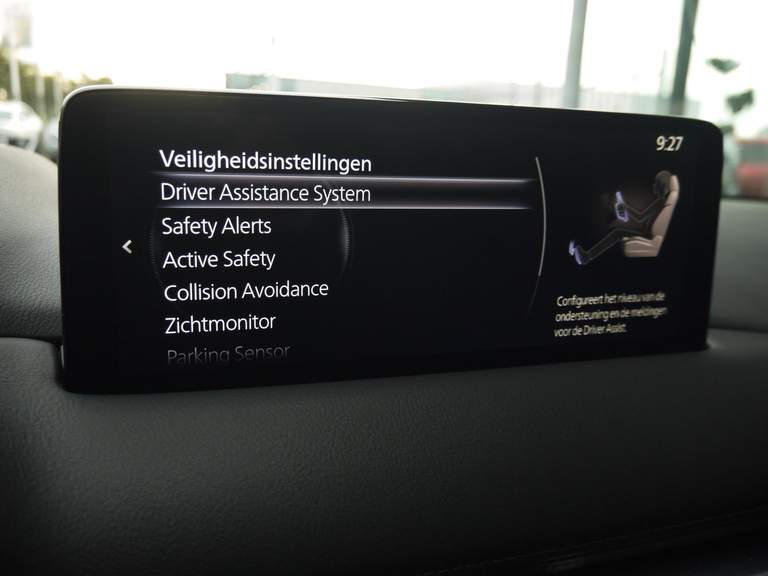 9:27
Veiligheidsinstellingen
Driver Assistance System
Safety Alerts
Active Safety
Collision Avoidance
Zichtmonitor
Parking Sensor
Configureert het niveau van de
ondersteuning en de meldingen
voor de Driver Assist.